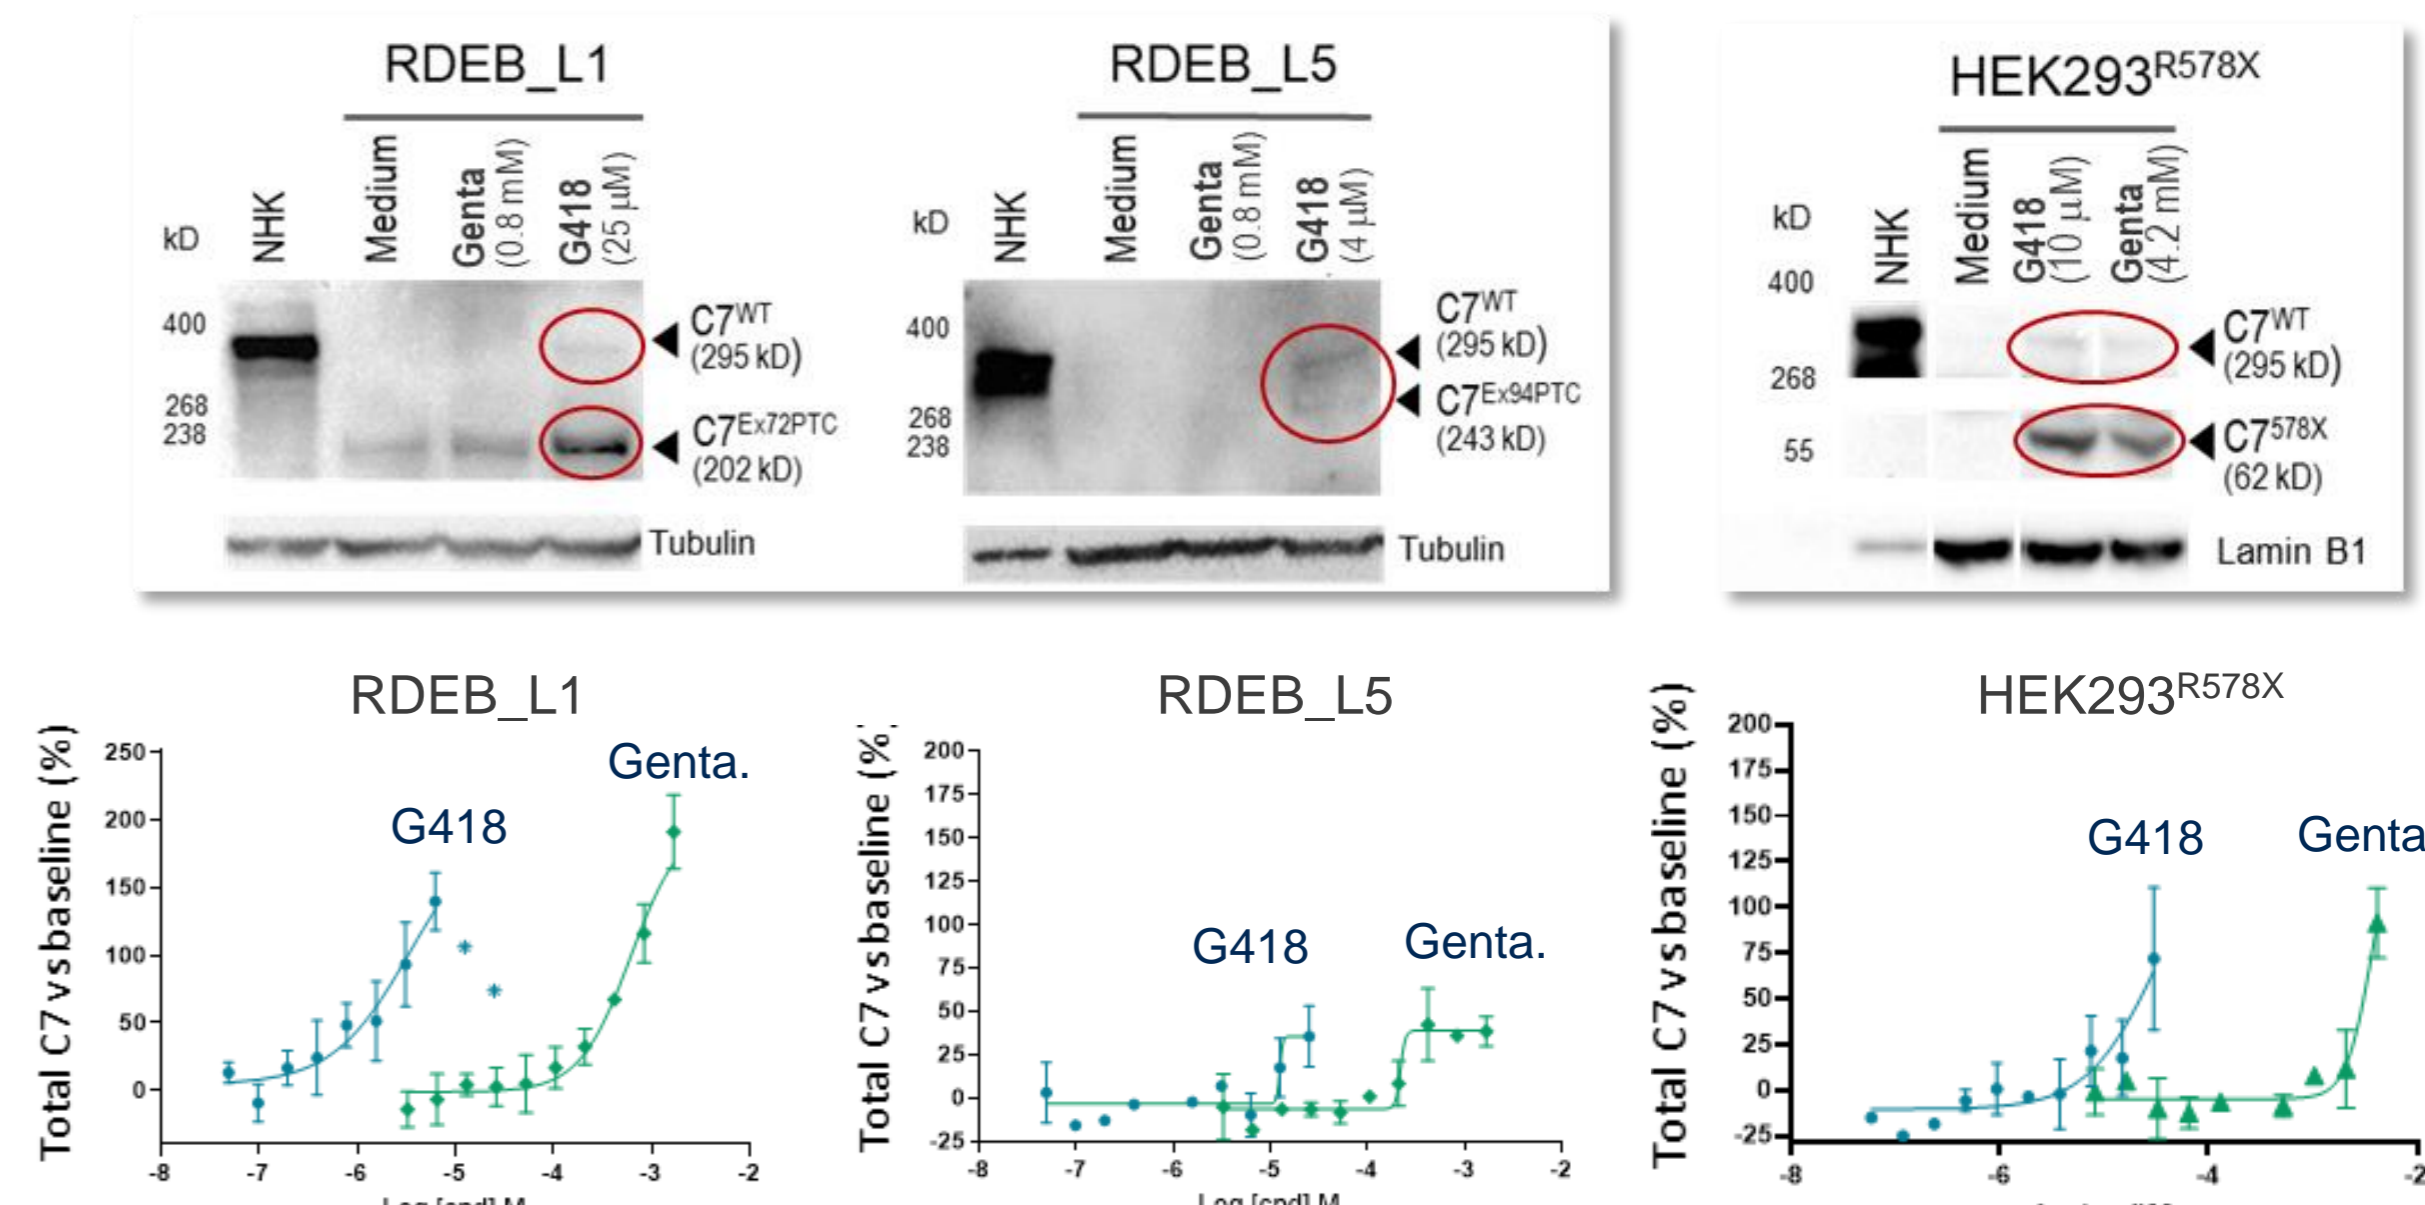 RDEB_L1
NHK
Medium
Genta
(0.8 mM)
G418
(25 µM)
kD
400
268
238
C7WT
(295 kD)
C7Ex72PTC
(202 kD)
Tubulin
RDEB_L5
NHK
Medium
Genta
(0.8 mM)
G418
(4 µM)
kD
400
268
238
C7WT
(295 kD)
C7Ex94PTC
(243 kD)
Tubulin
HEK293R578X
NHK
Medium
G418
(10 µM)
Genta
(4.2 mM)
kD
400
268
55
C7WT
(295 kD)
C7578X
(62 kD)
Lamin B1
RDEB_L1
Total C7 vs baseline (%)
250
200
150
100
50
0
G418
Genta.
*
*
-8 -7 -6 -5 -4 -3 -2
RDEB_L5
Total C7 vs baseline (%)
200
175
150
125
100
75
50
25
0
-25
G418
Genta.
-8 -7 -6 -5 -4 -3 -2
HEK293R578X
Total C7 vs baseline (%)
200
175
150
125
100
75
50
25
0
-25
G418
Genta
-8 -6 -4 -2